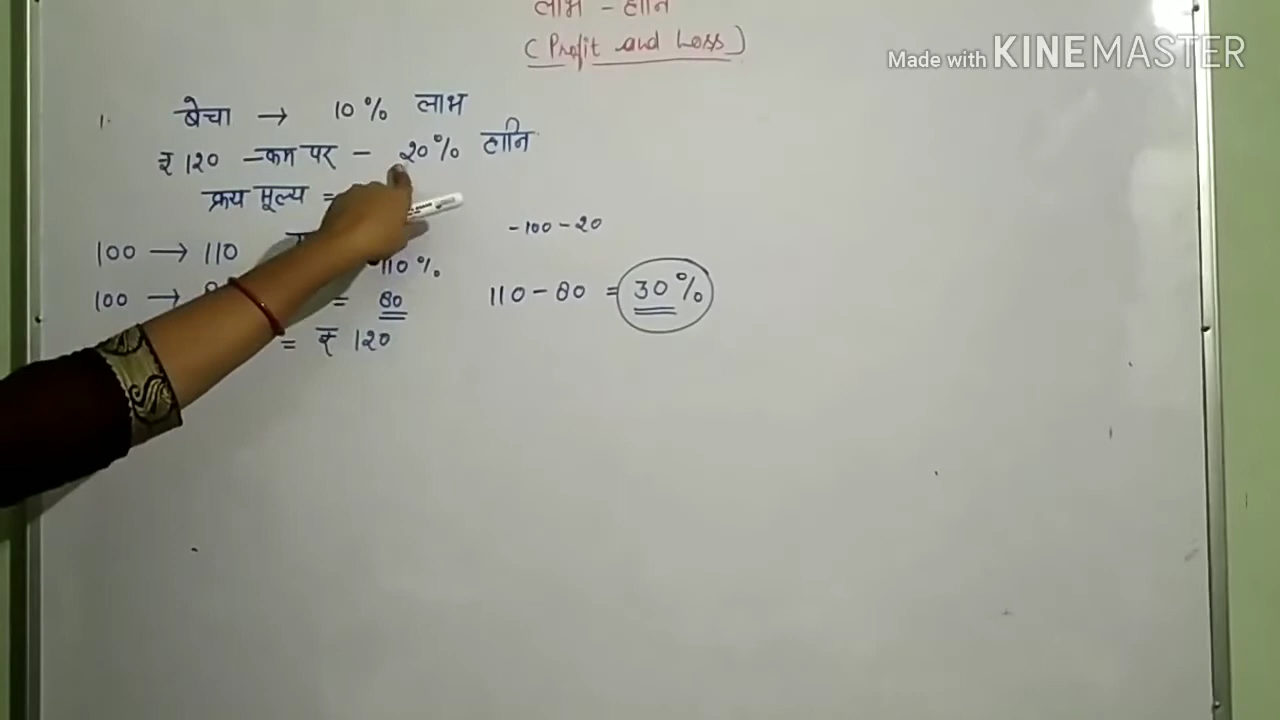 लाभ - हानि
(Profit and Loss)
Made with KINEMASTER
1. बेचा → 10% लाभ
₹ 120 - कम पर - 20% हानि
क्रय मूल्य =
-100-20
100 → 110
110%
100 →
= 80
110 - 80 = 30%
= ₹ 120